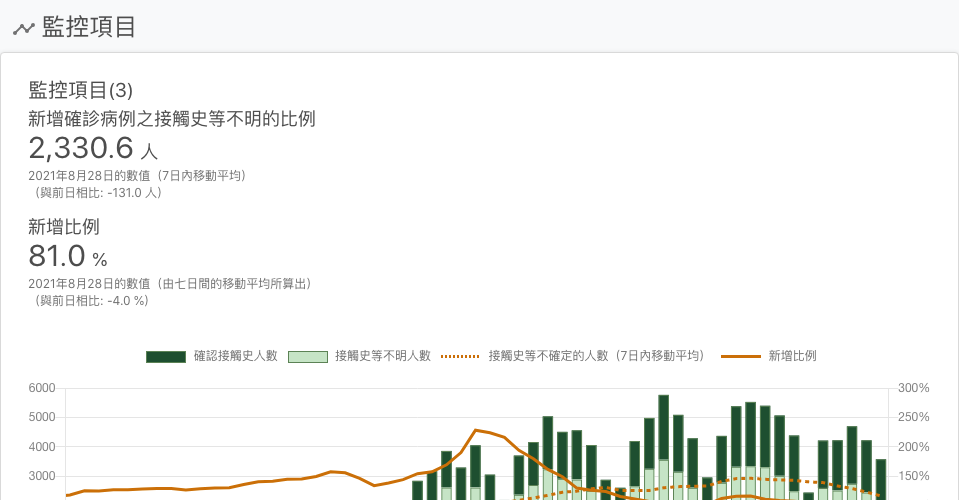 監控項目
監控項目(3)
新增確診病例之接觸史等不明的比例
2,330.6 人
2021年8月28日的數值（7日內移動平均）
（與前日相比: -131.0 人）
新增比例
81.0 %
2021年8月28日的數值（由七日間的移動平均所算出）
（與前日相比: -4.0 %）
確認接觸史人數 接觸史等不明人數 接觸史等不確定的人數（7日內移動平均） 新增比例
6000 300%
5000 250%
4000 200%
3000 150%